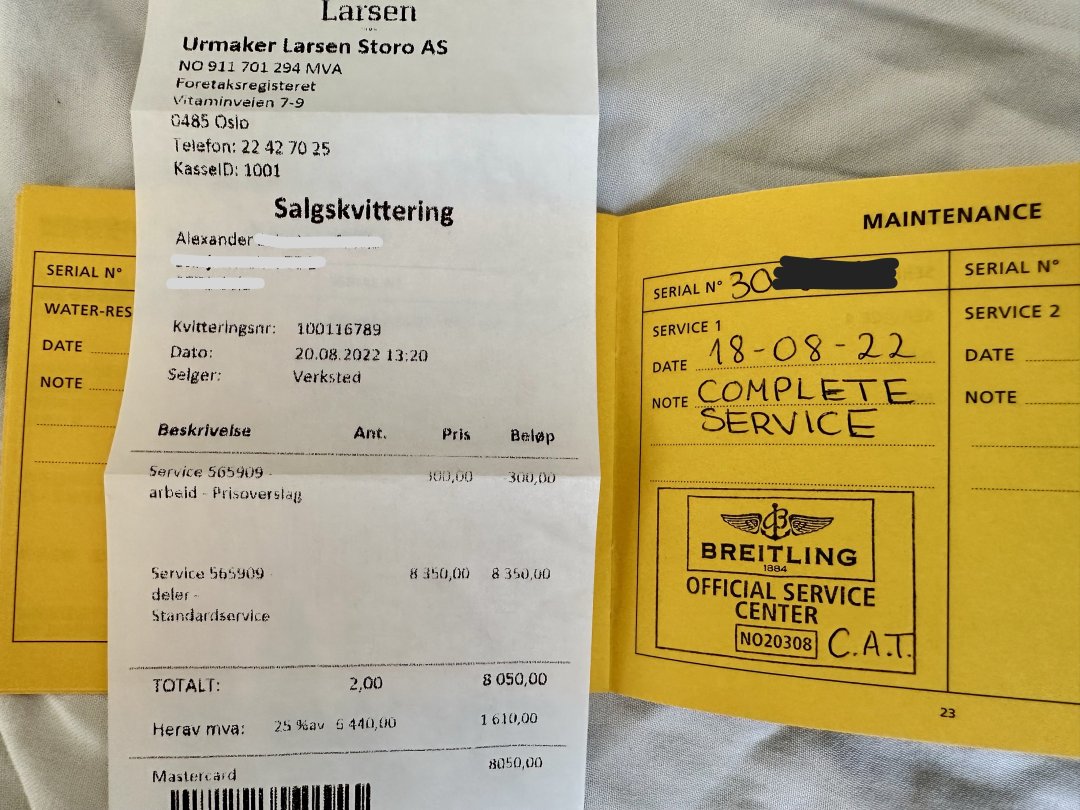 Larsen
Urmaker Larsen Storo AS
NO 911 701 294 MVA
Foretaksregisteret
Vitaminveien 7-9
0485 Oslo
Telefon: 22 42 70 25
KasseID: 1001
Salgskvittering
Alexander
Kvitteringsnr: 100116789
Dato: 20.08.2022 13:20
Selger: Verksted
Beskrivelse Ant. Pris Beløp
Service 565909 - 300,00 -300,00
arbeid - Prisoverslag
Service 565909 - 8 350,00 8 350,00
deler -
Standardservice
TOTALT: 2,00 8 050,00
Herav mva: 25 %av 6 440,00 1 610,00
8050,00
Mastercard
SERIAL N°
WATER-RES
DATE
NOTE
MAINTENANCE
SERIAL N° 30
SERVICE 1
DATE 18-08-22
NOTE COMPLETE
SERVICE
BREITLING
1884
OFFICIAL SERVICE
CENTER
NO20308 C.A.T.
SERIAL N°
SERVICE 2
DATE
NOTE
23